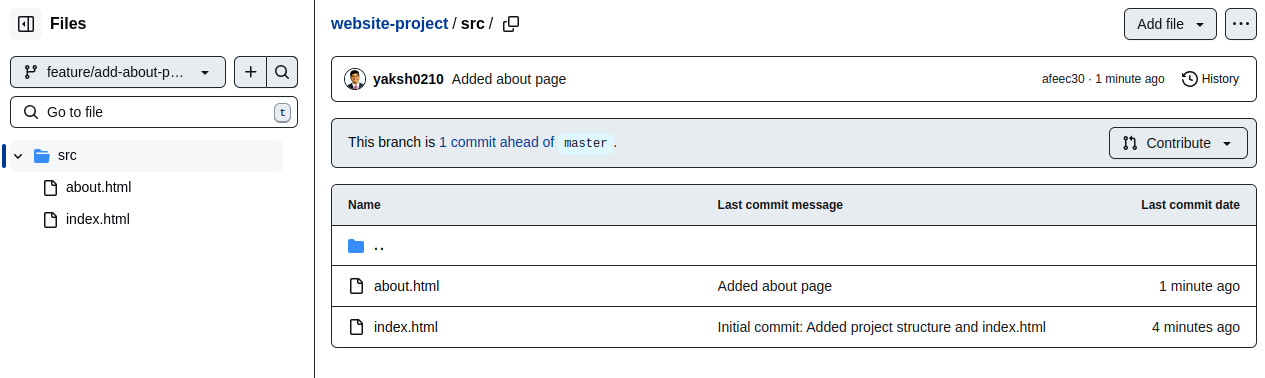 Files
feature/add-about-p...
Go to file
t
src
about.html
index.html
website-project / src /
Add file
yaksh0210 Added about page
afeec30 · 1 minute ago
History
This branch is 1 commit ahead of master.
Contribute
Name Last commit message Last commit date
..
about.html Added about page 1 minute ago
index.html Initial commit: Added project structure and index.html 4 minutes ago